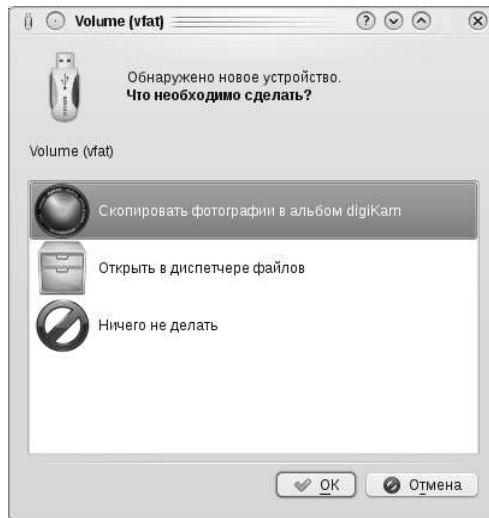 Volume (vfat)
Обнаружено новое устройство.
Что необходимо сделать?
Volume (vfat)
Скопировать фотографии в альбом digiKam
Открыть в диспетчере файлов
Ничего не делать
OK
Отмена